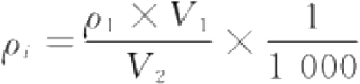 ρᵢ = (ρ₁ × V₁) / V₂ × 1 / 1 000